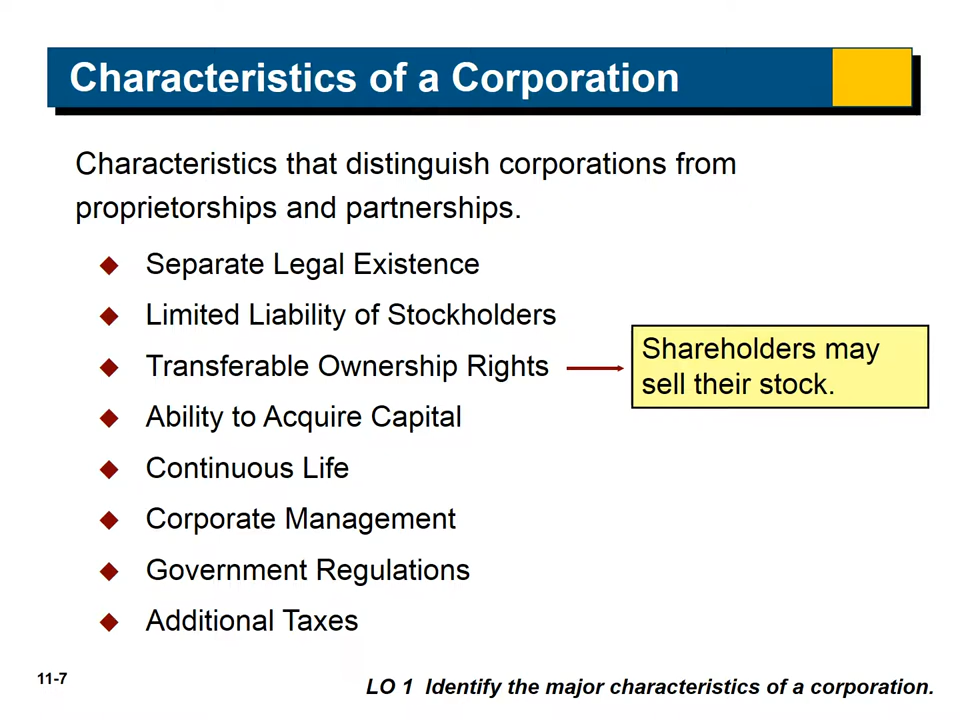 Characteristics of a Corporation
Characteristics that distinguish corporations from
proprietorships and partnerships.
Separate Legal Existence
Limited Liability of Stockholders
Transferable Ownership Rights
Shareholders may
sell their stock.
Ability to Acquire Capital
Continuous Life
Corporate Management
Government Regulations
Additional Taxes
11-7
LO 1 Identify the major characteristics of a corporation.